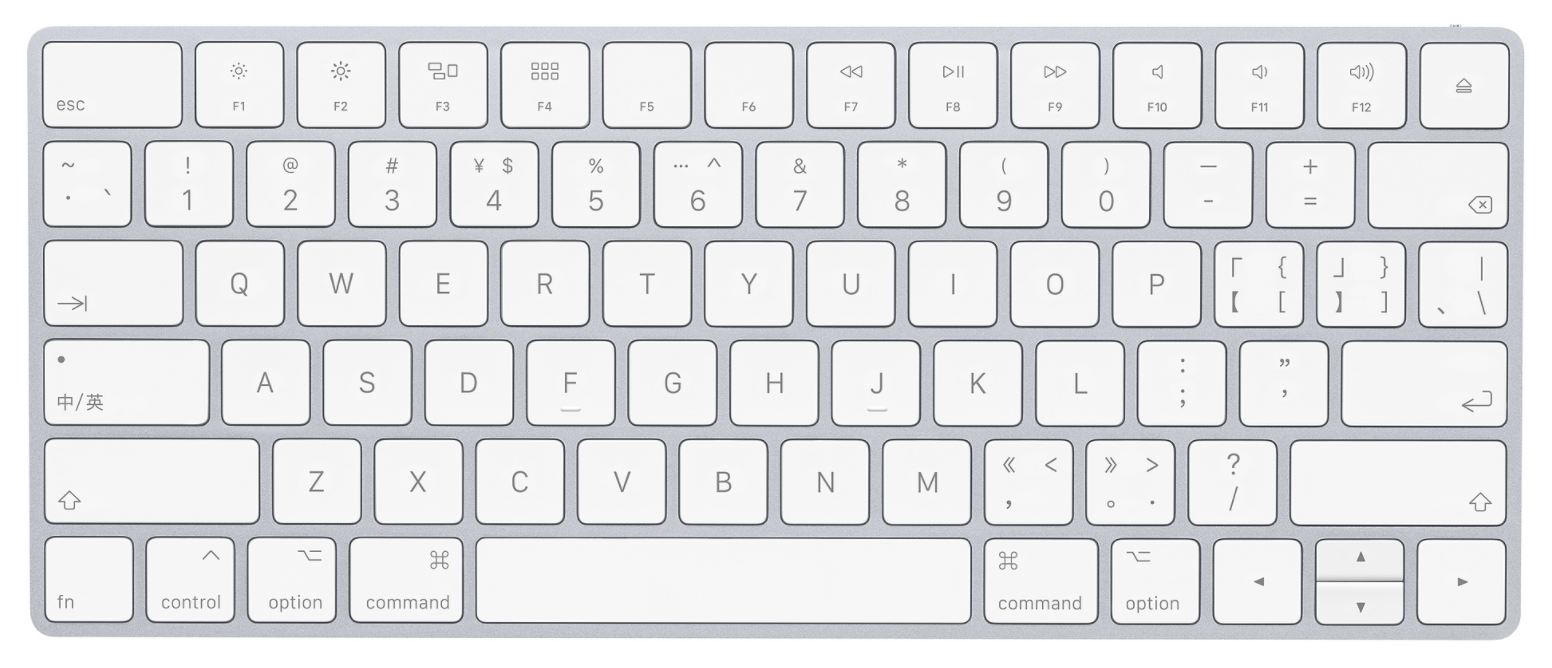 esc F1 F2 F3 F4 F5 F6 F7 F8 F9 F10 F11 F12
~ ! @ # ¥ $ % … ^ & * ( ) — +
· ` 1 2 3 4 5 6 7 8 9 0 - =
Q W E R T Y U I O P 「 { 」 } |
【 [ 】 ] 、 \
A S D F G H J K L : ”
中/英 ; ’
Z X C V B N M 《 < 》 > ?
, 。 . /
fn control option command command option